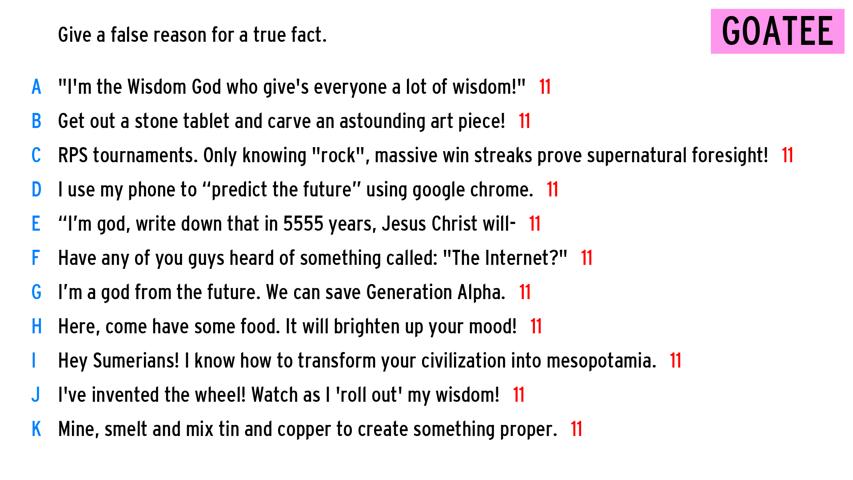 Give a false reason for a true fact.
GOATEE
A "I'm the Wisdom God who give's everyone a lot of wisdom!" 11
B Get out a stone tablet and carve an astounding art piece! 11
C RPS tournaments. Only knowing "rock", massive win streaks prove supernatural foresight! 11
D I use my phone to “predict the future” using google chrome. 11
E “I’m god, write down that in 5555 years, Jesus Christ will- 11
F Have any of you guys heard of something called: "The Internet?" 11
G I’m a god from the future. We can save Generation Alpha. 11
H Here, come have some food. It will brighten up your mood! 11
I Hey Sumerians! I know how to transform your civilization into mesopotamia. 11
J I've invented the wheel! Watch as I 'roll out' my wisdom! 11
K Mine, smelt and mix tin and copper to create something proper. 11